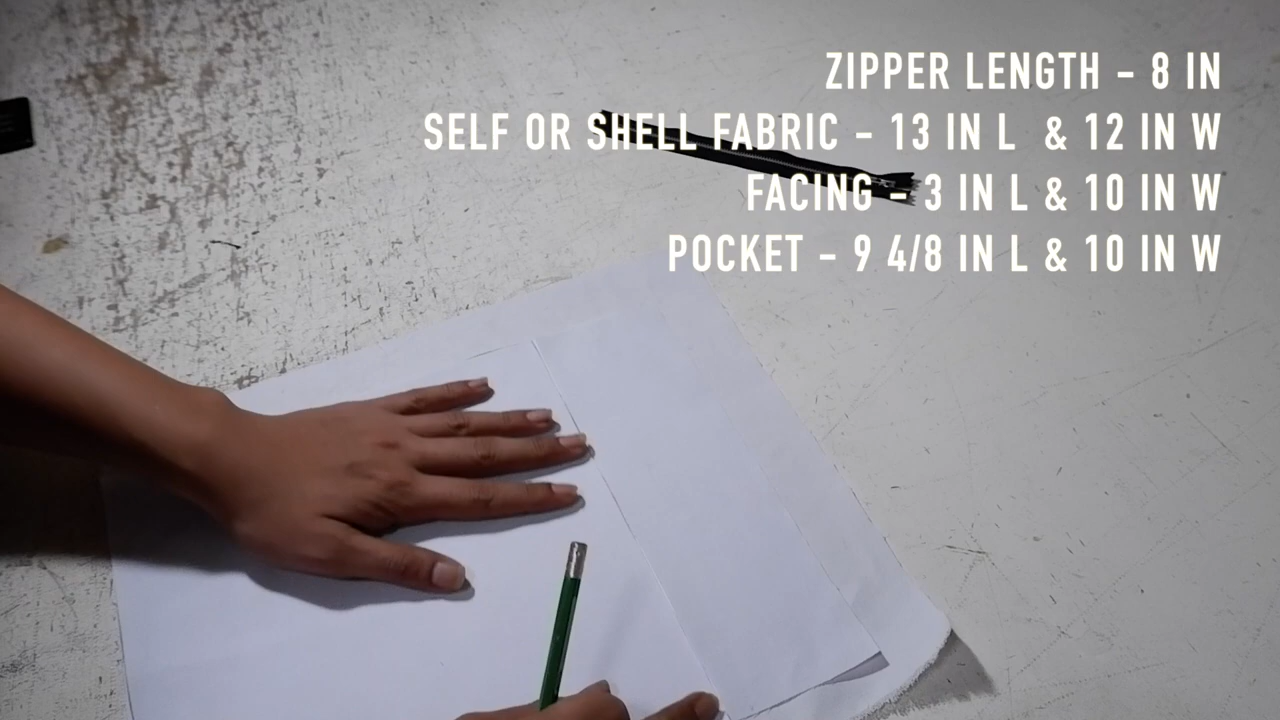 ZIPPER LENGTH - 8 IN
SELF OR SHELL FABRIC - 13 IN L & 12 IN W
FACING - 3 IN L & 10 IN W
POCKET - 9 4/8 IN L & 10 IN W